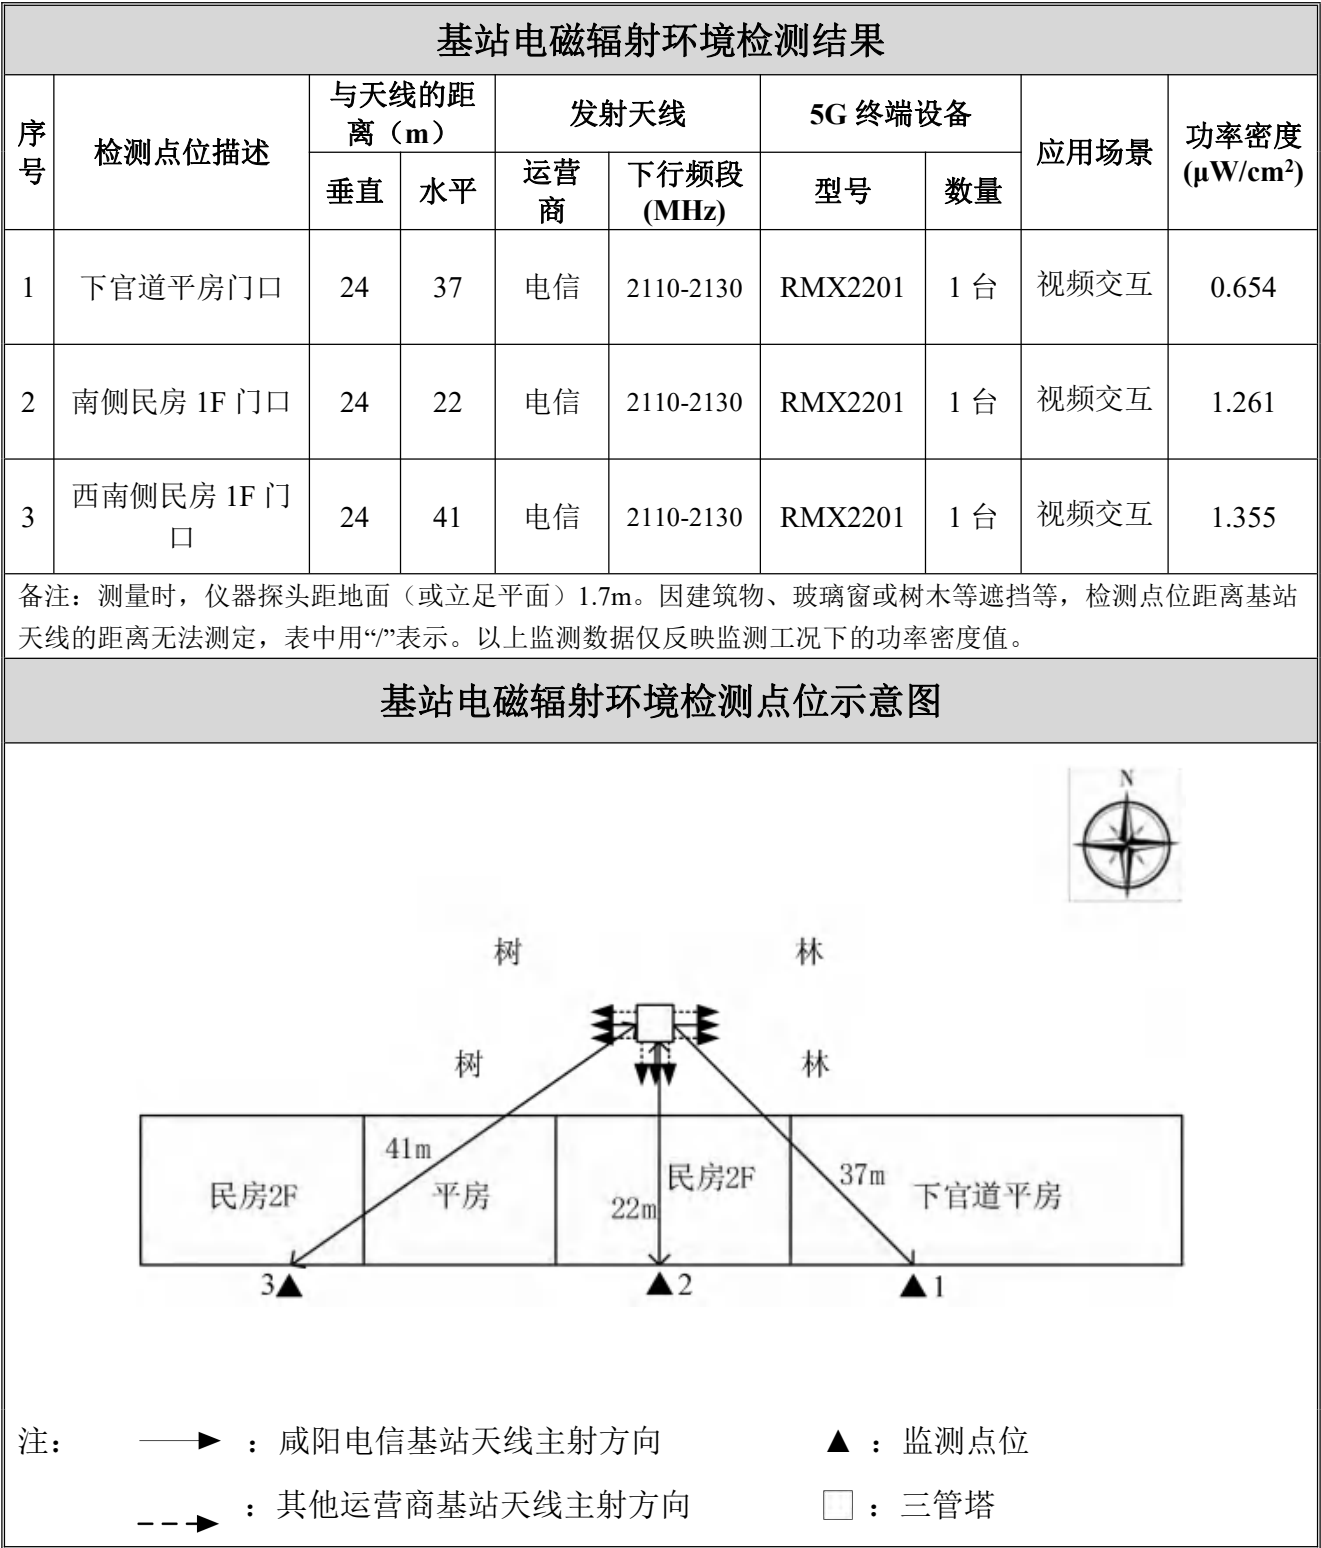 基站电磁辐射环境检测结果
序号 检测点位描述 与天线的距离（m） 发射天线 5G 终端设备 应用场景 功率密度(μW/cm²)
垂直 水平 运营商 下行频段(MHz) 型号 数量
1 下官道平房门口 24 37 电信 2110-2130 RMX2201 1 台 视频交互 0.654
2 南侧民房 1F 门口 24 22 电信 2110-2130 RMX2201 1 台 视频交互 1.261
3 西南侧民房 1F 门口 24 41 电信 2110-2130 RMX2201 1 台 视频交互 1.355
备注：测量时，仪器探头距地面（或立足平面）1.7m。因建筑物、玻璃窗或树木等遮挡等，检测点位距离基站
天线的距离无法测定，表中用“/”表示。以上监测数据仅反映监测工况下的功率密度值。
基站电磁辐射环境检测点位示意图
N
树 林
树 林
41m
民房2F 平房 22m 民房2F 37m 下官道平房
3▲ ▲2 ▲1
注： ：咸阳电信基站天线主射方向 ▲：监测点位
：其他运营商基站天线主射方向 ：三管塔